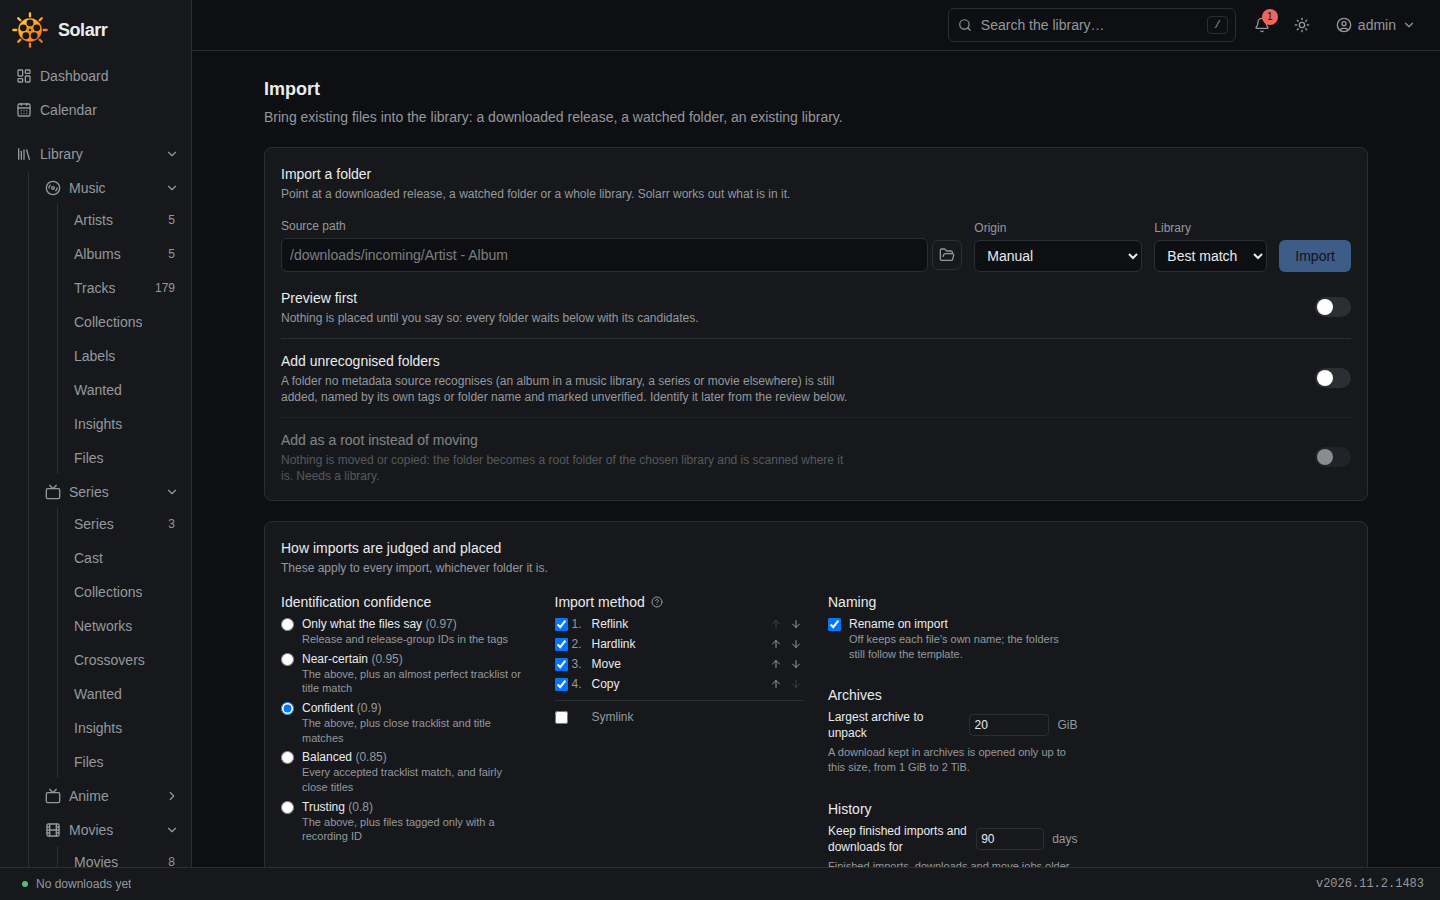 Solarr
Search the library…
/
1
admin
Dashboard
Calendar
Library
Music
Artists 5
Albums 5
Tracks 179
Collections
Labels
Wanted
Insights
Files
Series
Series 3
Cast
Collections
Networks
Crossovers
Wanted
Insights
Files
Anime
Movies
Movies 8
Import
Bring existing files into the library: a downloaded release, a watched folder, an existing library.
Import a folder
Point at a downloaded release, a watched folder or a whole library. Solarr works out what is in it.
Source path
/downloads/incoming/Artist - Album
Origin
Manual
Library
Best match
Import
Preview first
Nothing is placed until you say so: every folder waits below with its candidates.
Add unrecognised folders
A folder no metadata source recognises (an album in a music library, a series or movie elsewhere) is still
added, named by its own tags or folder name and marked unverified. Identify it later from the review below.
Add as a root instead of moving
Nothing is moved or copied: the folder becomes a root folder of the chosen library and is scanned where it
is. Needs a library.
How imports are judged and placed
These apply to every import, whichever folder it is.
Identification confidence
Only what the files say (0.97)
Release and release-group IDs in the tags
Near-certain (0.95)
The above, plus an almost perfect tracklist or
title match
Confident (0.9)
The above, plus close tracklist and title
matches
Balanced (0.85)
Every accepted tracklist match, and fairly
close titles
Trusting (0.8)
The above, plus files tagged only with a
recording ID
Import method
1. Reflink
2. Hardlink
3. Move
4. Copy
Symlink
Naming
Rename on import
Off keeps each file's own name; the folders
still follow the template.
Archives
Largest archive to
unpack
20 GiB
A download kept in archives is opened only up to
this size, from 1 GiB to 2 TiB.
History
Keep finished imports and
downloads for
90 days
Finished imports, downloads and move jobs older
No downloads yet
v2026.11.2.1483